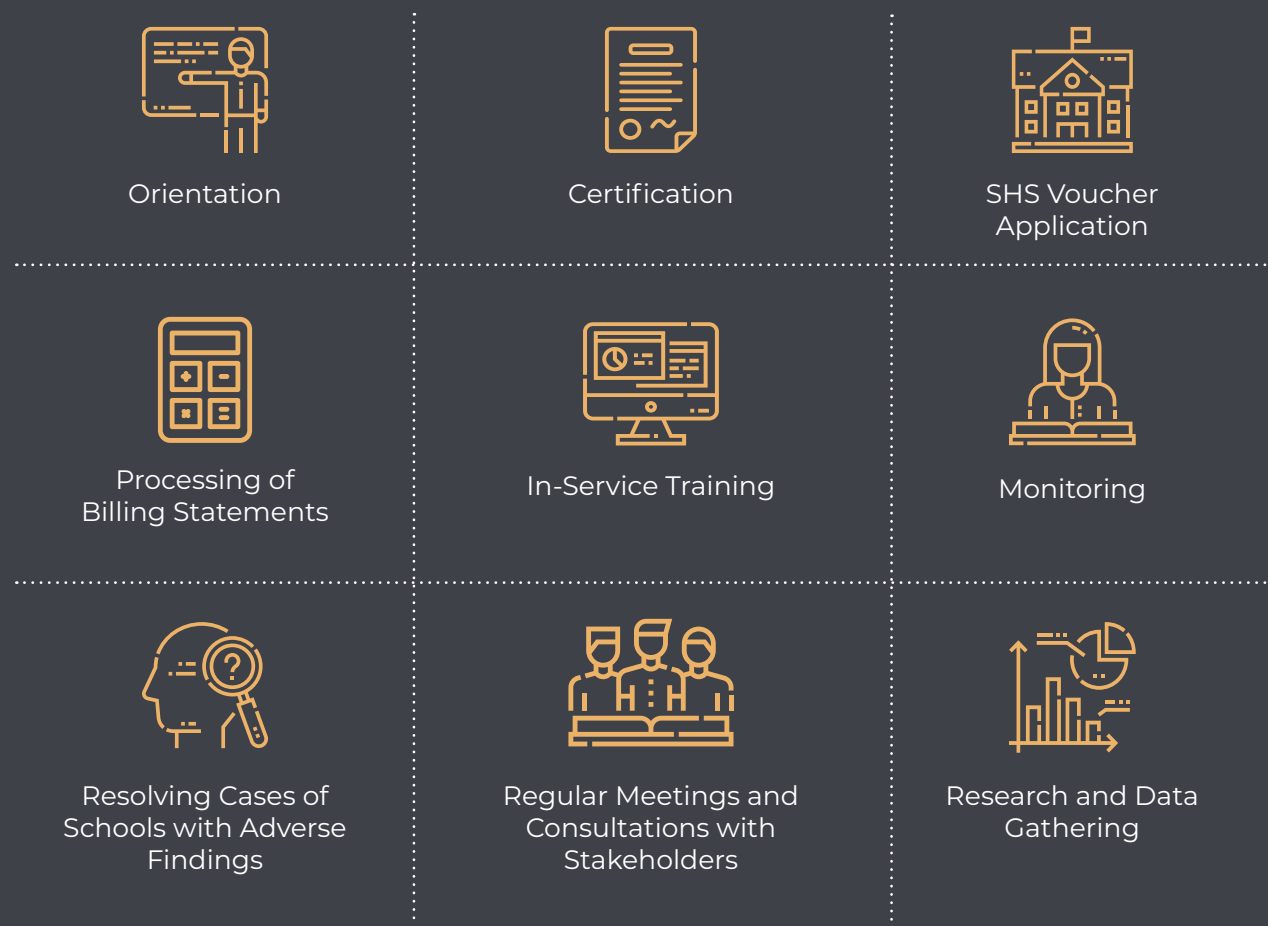 Orientation
Certification
SHS Voucher
Application
Processing of
Billing Statements
In-Service Training
Monitoring
?
Resolving Cases of
Schools with Adverse
Findings
Regular Meetings and
Consultations with
Stakeholders
Research and Data
Gathering